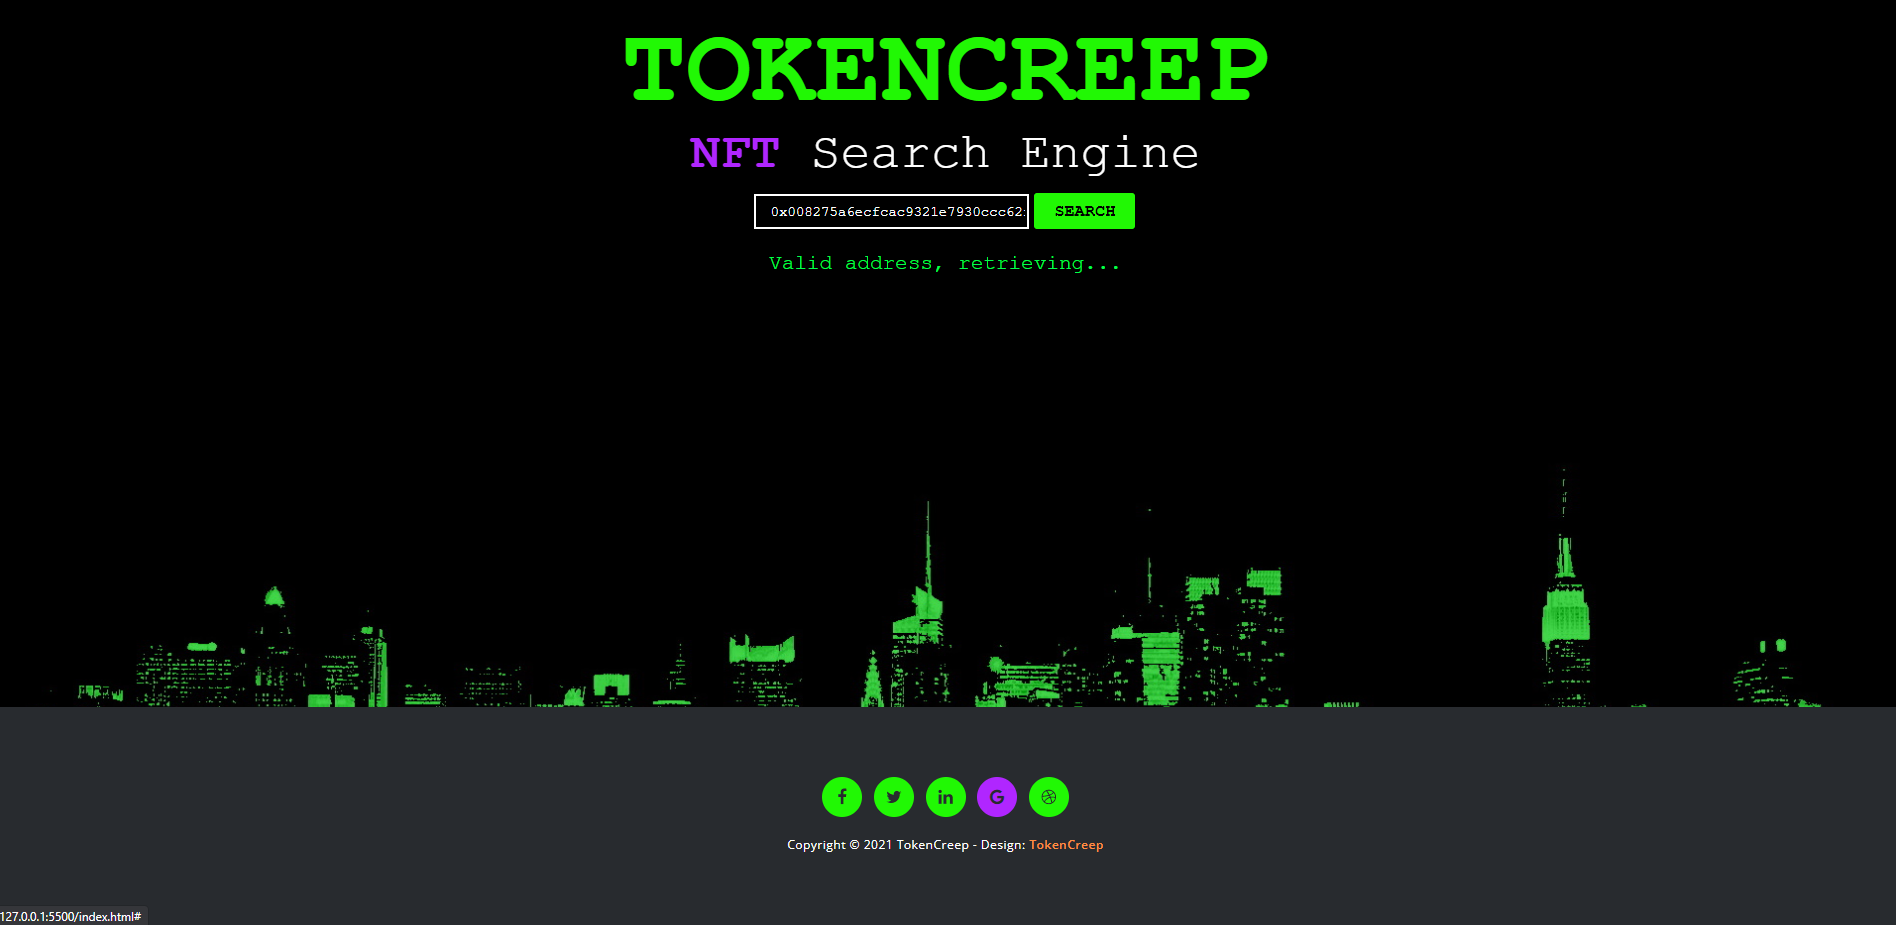 TOKENCREEP
NFT Search Engine
0x008275a6ecfcac9321e7930ccc62 SEARCH
Valid address, retrieving...
Copyright © 2021 TokenCreep - Design: TokenCreep
127.0.0.1:5500/index.html#